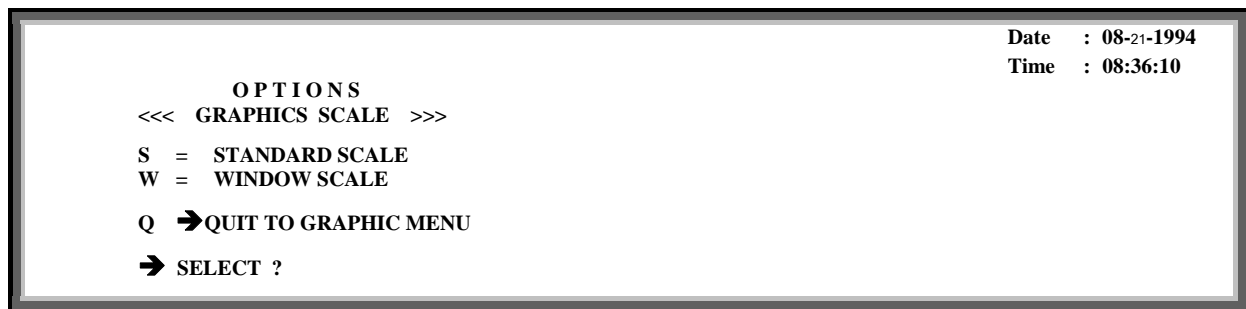 Date : 08-21-1994
Time : 08:36:10
O P T I O N S
<<< GRAPHICS SCALE >>>
S = STANDARD SCALE
W = WINDOW SCALE
Q ➔ QUIT TO GRAPHIC MENU
➔ SELECT ?